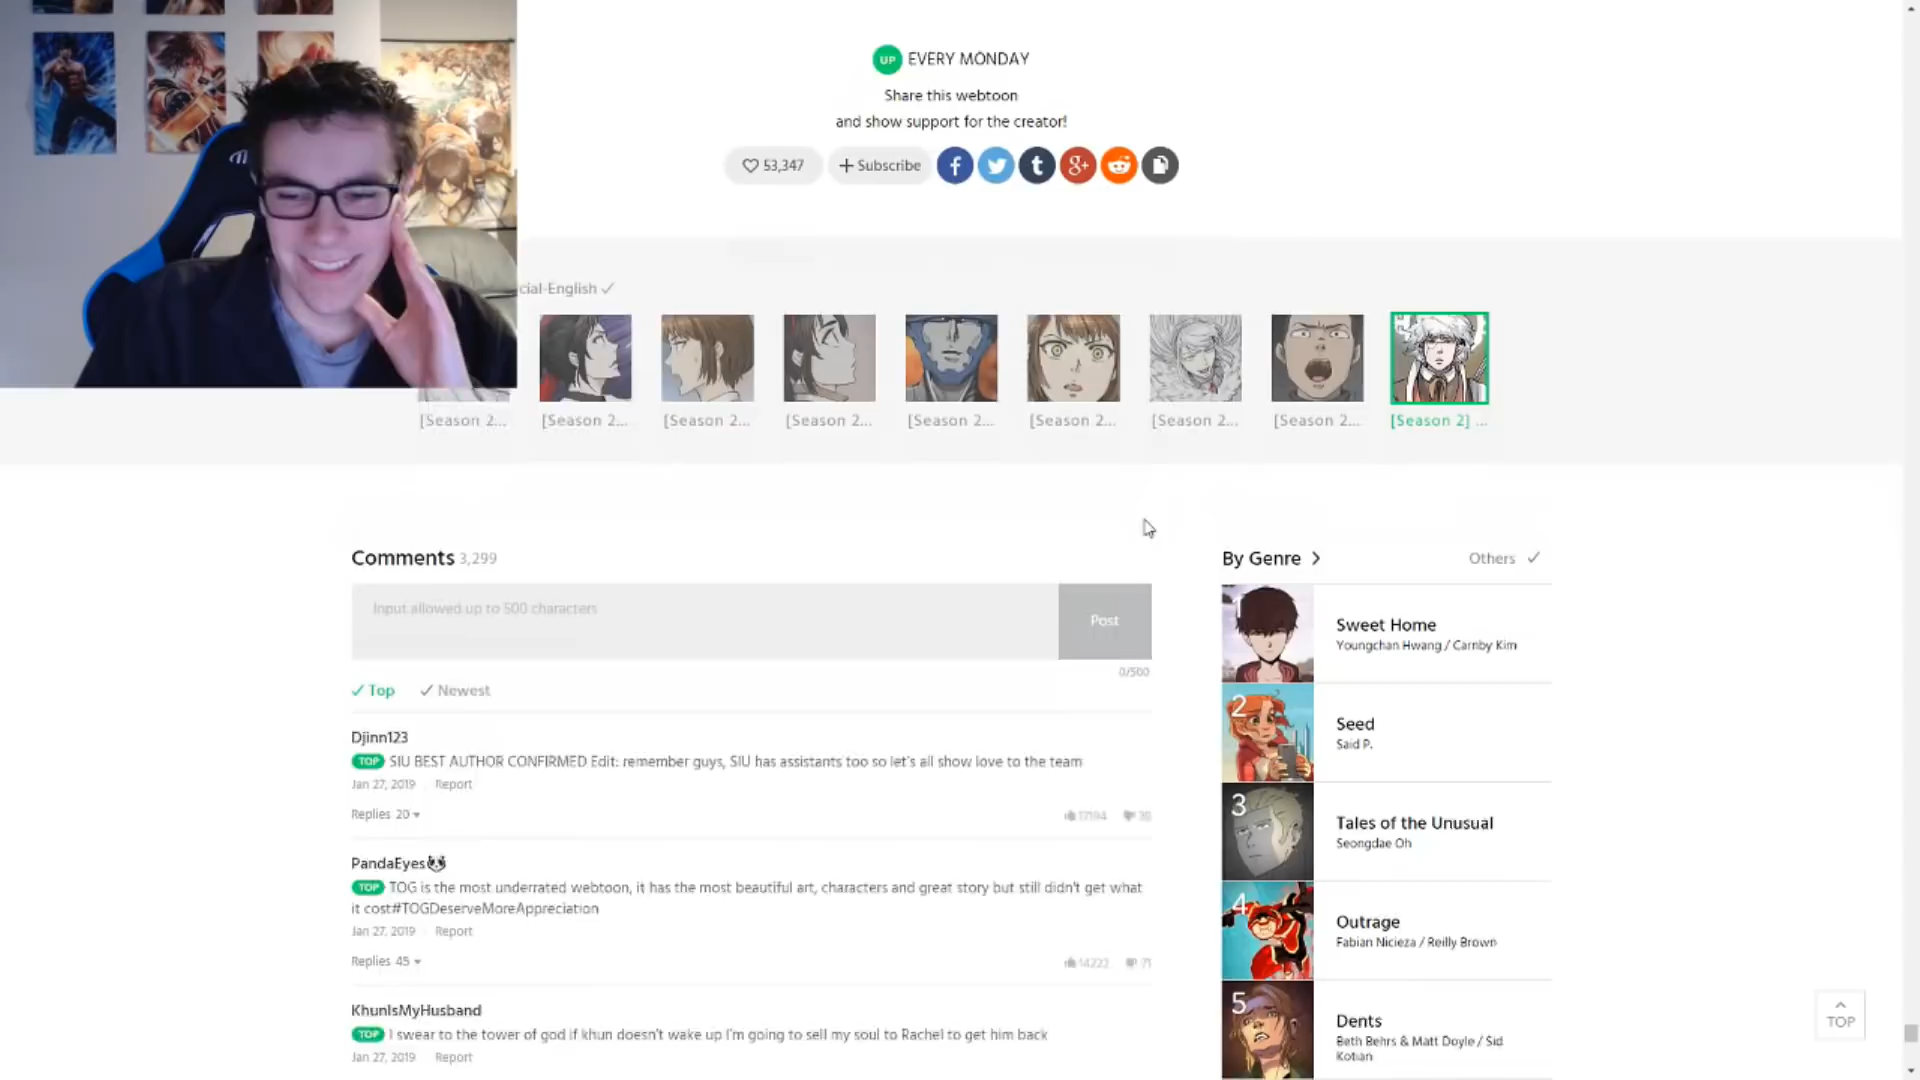 UP EVERY MONDAY
Share this webtoon
and show support for the creator!
53,347
+ Subscribe
f
t
g+
cial-English
[Season 2...
[Season 2...
[Season 2...
[Season 2...
[Season 2...
[Season 2...
[Season 2...
[Season 2...
[Season 2] ...
Comments 3,299
Input allowed up to 500 characters
Post
0/500
Top
Newest
Djinn123
TOP SIU BEST AUTHOR CONFIRMED Edit: remember guys, SIU has assistants too so let's all show love to the team
Jan 27, 2019 Report
Replies 20
PandaEyes
TOP TOG is the most underrated webtoon, it has the most beautiful art, characters and great story but still didn't get what
it cost#TOGDeserveMoreAppreciation
Jan 27, 2019 Report
Replies 45
14222 71
KhunIsMyHusband
TOP I swear to the tower of god if khun doesn't wake up I'm going to sell my soul to Rachel to get him back
Jan 27, 2019 Report
By Genre
Others
1
Sweet Home
Youngchan Hwang / Carnby Kim
2
Seed
Said P.
3
Tales of the Unusual
Seongdae Oh
4
Outrage
Fabian Nicieza / Reilly Brown
5
Dents
Beth Behrs & Matt Doyle / Sid
Kotian
TOP